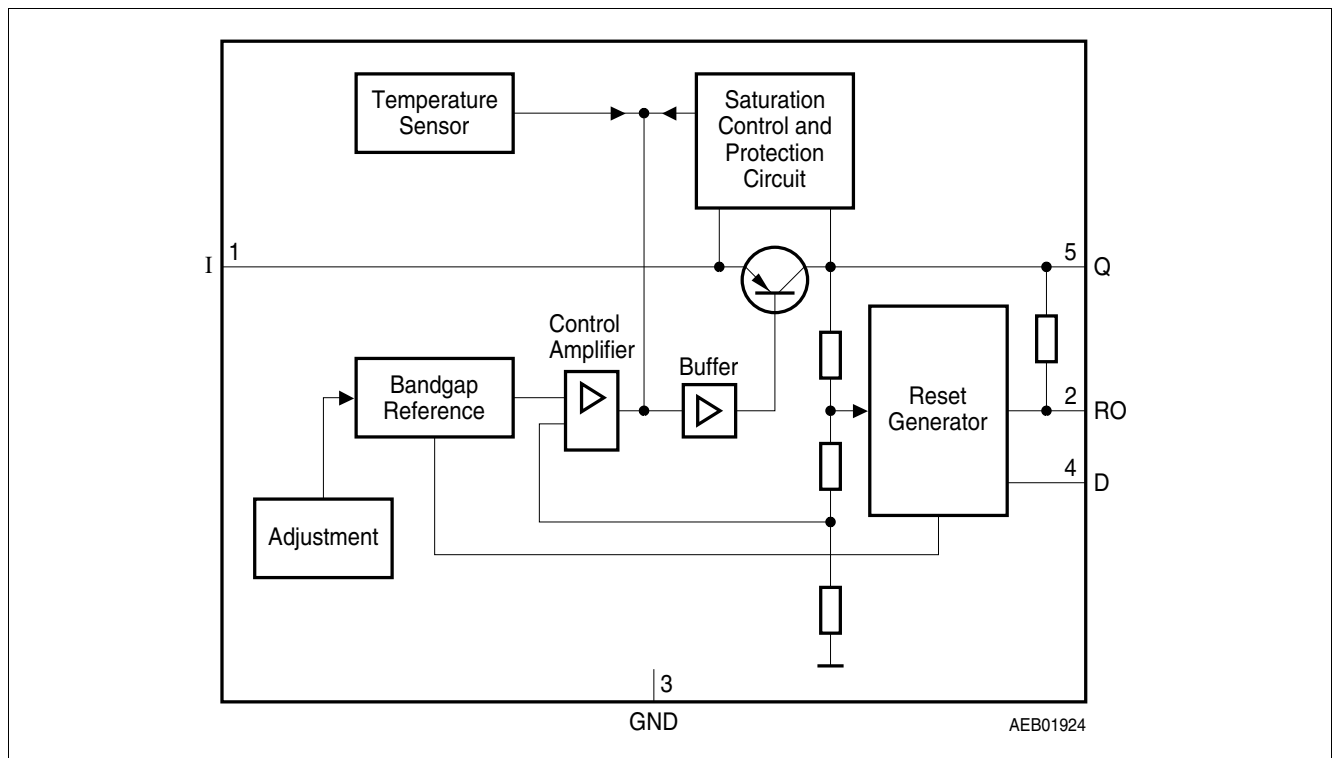 Temperature
Sensor
Saturation
Control and
Protection
Circuit
I
1
5
Q
Control
Amplifier
Buffer
Bandgap
Reference
Reset
Generator
2
RO
4
D
Adjustment
3
GND
AEB01924